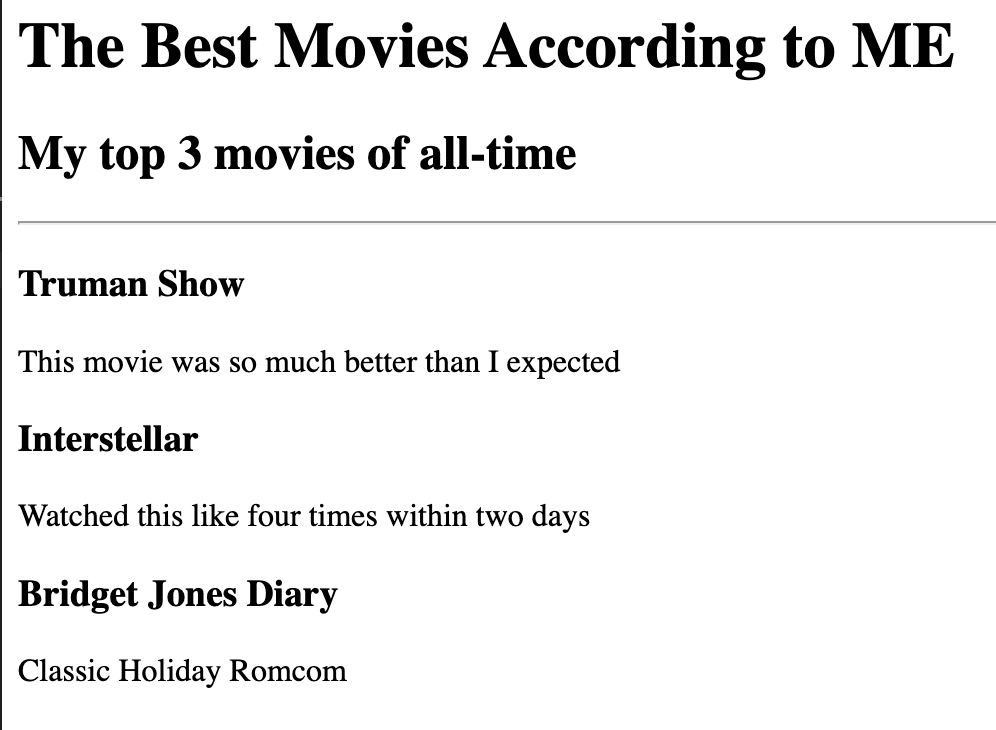 The Best Movies According to ME
My top 3 movies of all-time
Truman Show
This movie was so much better than I expected
Interstellar
Watched this like four times within two days
Bridget Jones Diary
Classic Holiday Romcom